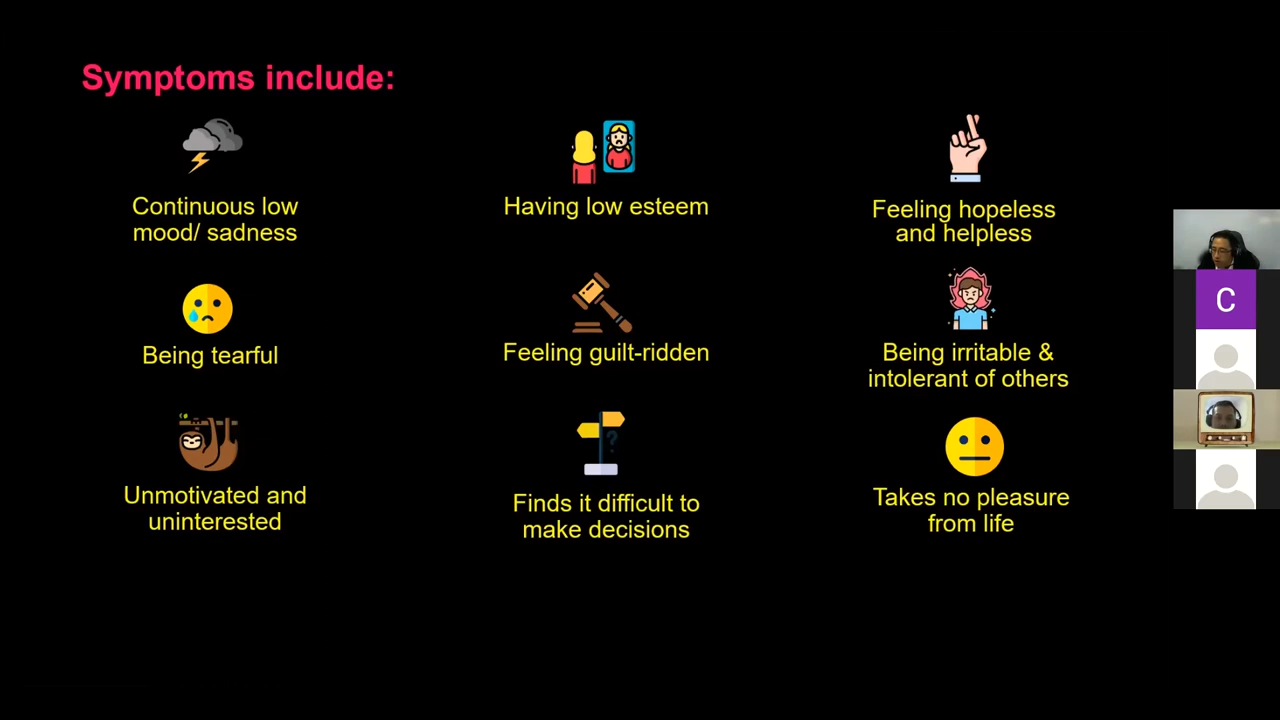 Symptoms include:
Continuous low
mood/ sadness
Having low esteem
Feeling hopeless
and helpless
Being tearful
Feeling guilt-ridden
Being irritable &
intolerant of others
Unmotivated and
uninterested
Finds it difficult to
make decisions
Takes no pleasure
from life
?
C